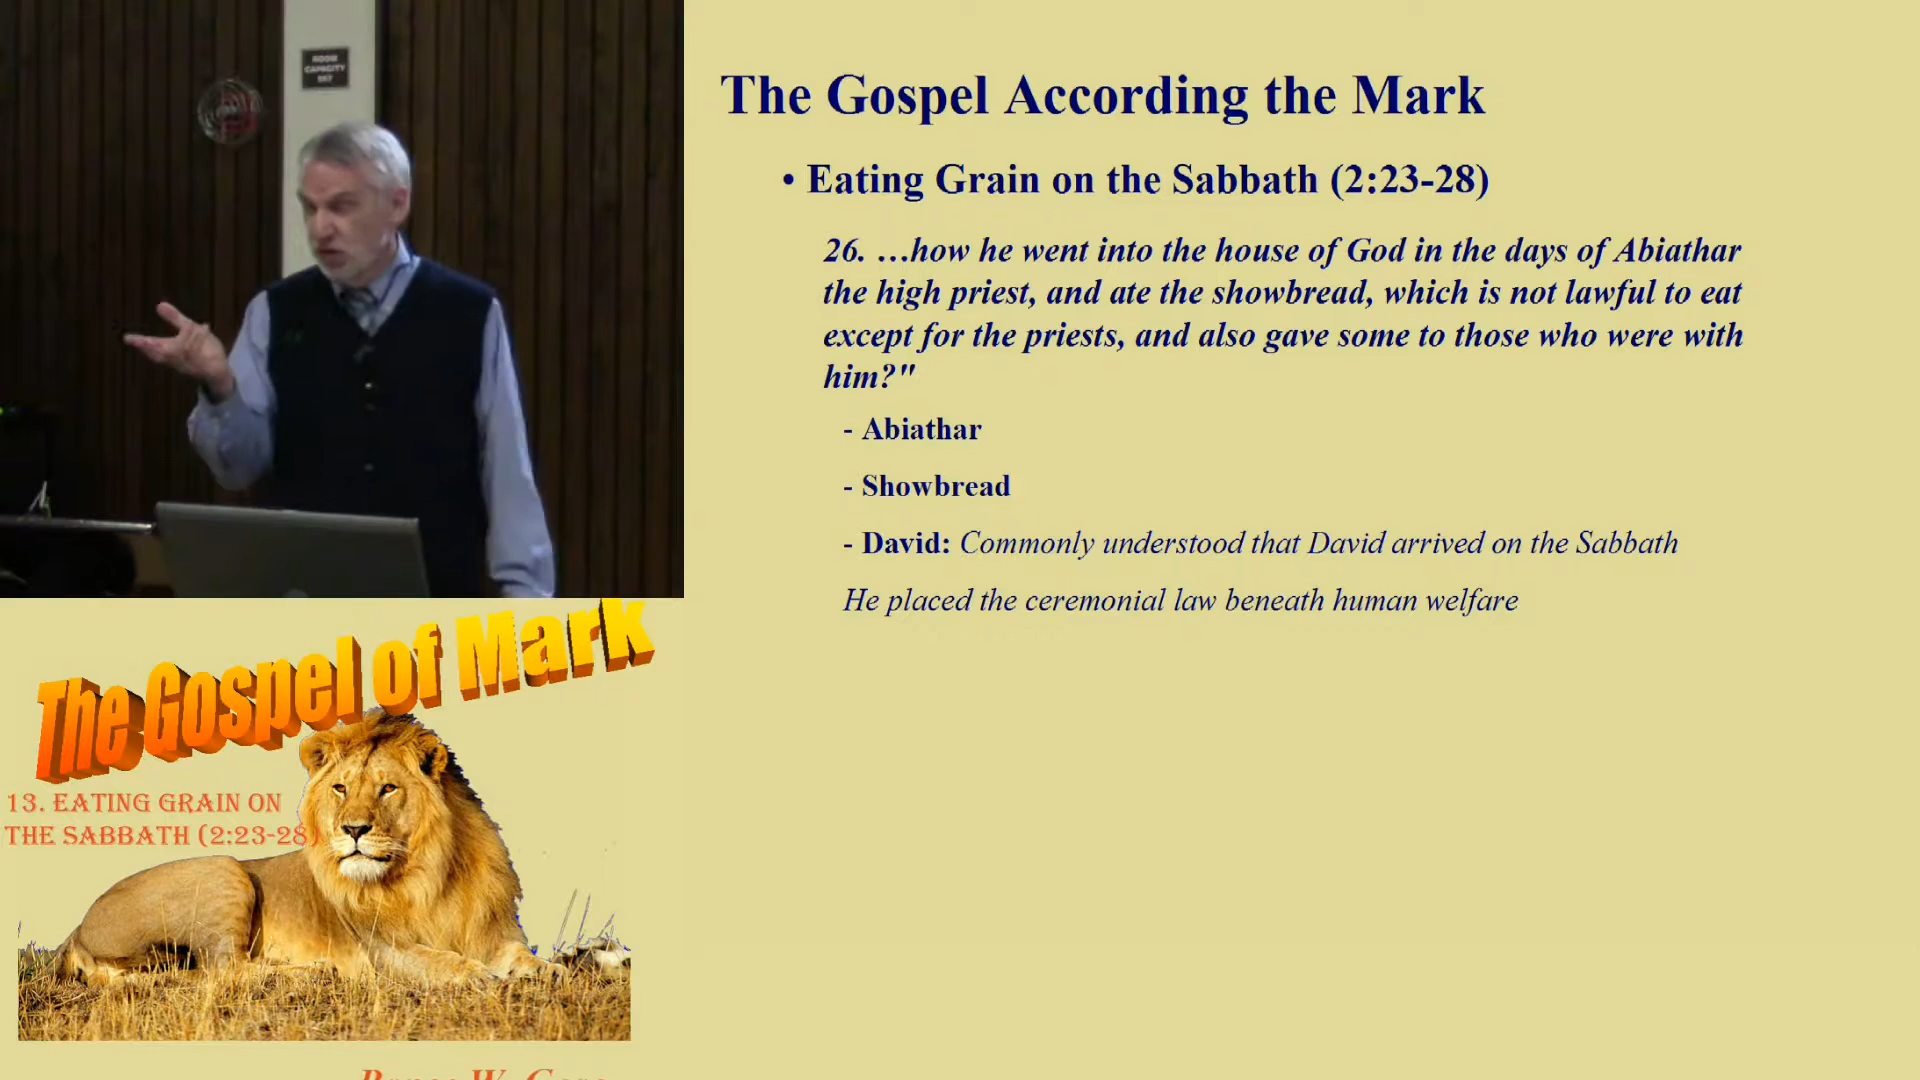 ROOM
CAPACITY
The Gospel According the Mark
• Eating Grain on the Sabbath (2:23-28)
26. …how he went into the house of God in the days of Abiathar
the high priest, and ate the showbread, which is not lawful to eat
except for the priests, and also gave some to those who were with
him?"
- Abiathar
- Showbread
- David: Commonly understood that David arrived on the Sabbath
He placed the ceremonial law beneath human welfare
The Gospel of Mark
13. EATING GRAIN ON
THE SABBATH (2:23-28)